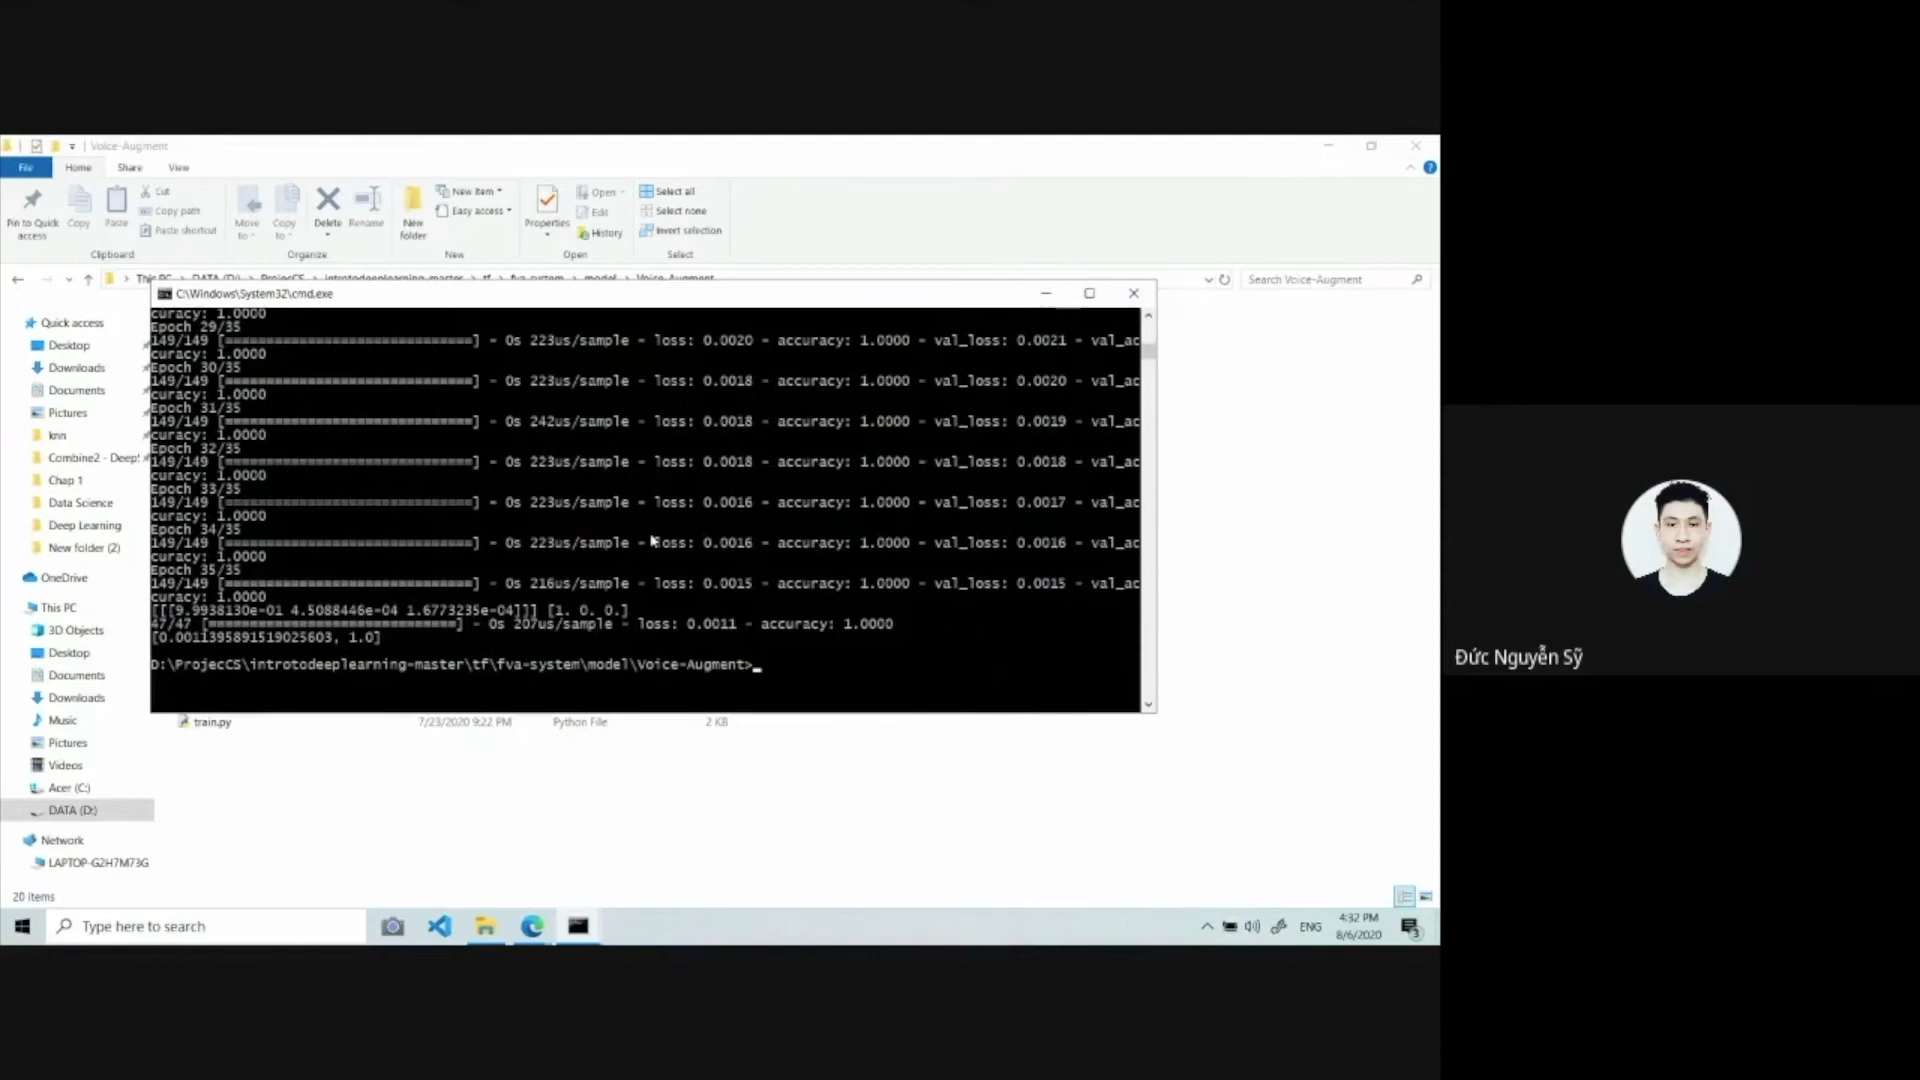 Voice-Augment
File Home Share View
Pin to Quick access
Copy
Paste
Cut
Copy path
Paste shortcut
Clipboard
Move to
Copy to
Delete
Rename
Organize
New folder
New item
Easy access
New
Properties
Open
Edit
History
Open
Select all
Select none
Invert selection
Select
This PC DATA (D:) ProjecCS introtodeeplearning-master tf fva-system model Voice-Augment
Search Voice-Augment
C:\Windows\System32\cmd.exe
curacy: 1.0000
Epoch 29/35
149/149 [==============================] - 0s 223us/sample - loss: 0.0020 - accuracy: 1.0000 - val_loss: 0.0021 - val_ac
curacy: 1.0000
Epoch 30/35
149/149 [==============================] - 0s 223us/sample - loss: 0.0018 - accuracy: 1.0000 - val_loss: 0.0020 - val_ac
curacy: 1.0000
Epoch 31/35
149/149 [==============================] - 0s 242us/sample - loss: 0.0018 - accuracy: 1.0000 - val_loss: 0.0019 - val_ac
curacy: 1.0000
Epoch 32/35
149/149 [==============================] - 0s 223us/sample - loss: 0.0018 - accuracy: 1.0000 - val_loss: 0.0018 - val_ac
curacy: 1.0000
Epoch 33/35
149/149 [==============================] - 0s 223us/sample - loss: 0.0016 - accuracy: 1.0000 - val_loss: 0.0017 - val_ac
curacy: 1.0000
Epoch 34/35
149/149 [==============================] - 0s 223us/sample - loss: 0.0016 - accuracy: 1.0000 - val_loss: 0.0016 - val_ac
curacy: 1.0000
Epoch 35/35
149/149 [==============================] - 0s 216us/sample - loss: 0.0015 - accuracy: 1.0000 - val_loss: 0.0015 - val_ac
curacy: 1.0000
[[[9.9938130e-01 4.5088446e-04 1.6773235e-04]]] [1. 0. 0.]
47/47 [==============================] - 0s 207us/sample - loss: 0.0011 - accuracy: 1.0000
[0.0011395891519025603, 1.0]
D:\ProjecCS\introtodeeplearning-master\tf\fva-system\model\Voice-Augment>_
train.py 7/23/2020 9:22 PM Python File 2 KB
Quick access
Desktop
Downloads
Documents
Pictures
knn
Combine2 - Deep
Chap 1
Data Science
Deep Learning
New folder (2)
OneDrive
This PC
3D Objects
Desktop
Documents
Downloads
Music
Pictures
Videos
Acer (C:)
DATA (D:)
Network
LAPTOP-G2H7M73G
20 items
Type here to search
ENG
4:32 PM
8/6/2020
3
Đức Nguyễn Sỹ